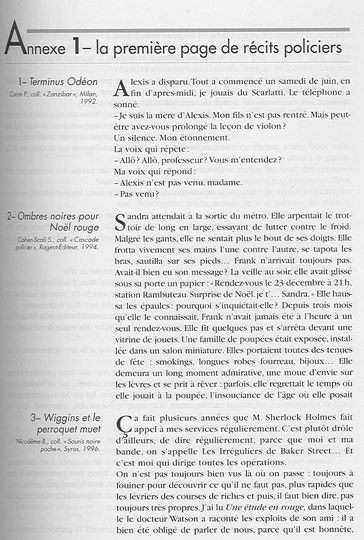 Annexe 1 – la première page de récits policiers
1– Terminus Odéon
Coran P., coll. « Zanzibar », Milan,
1992.
Alexis a disparu. Tout a commencé un samedi de juin, en
fin d'après-midi, je jouais du Scarlatti. Le téléphone a
sonné.
– Je suis la mère d'Alexis. Mon fils n'est pas rentré. Mais peut-
être avez-vous prolongé la leçon de violon ?
Un silence. Mon étonnement.
La voix qui répète :
– Allô ? Allô, professeur ? Vous m'entendez ?
Ma voix qui répond :
– Alexis n'est pas venu, madame.
– Pas venu ?
2– Ombres noires pour
Noël rouge
Cohen-Scali S., coll. « Cascade
policier », Rageot-Éditeur, 1994.
Sandra attendait à la sortie du métro. Elle arpentait le trot-
toir de long en large, essayant de lutter contre le froid.
Malgré les gants, elle ne sentait plus le bout de ses doigts. Elle
frotta vivement ses mains l'une contre l'autre, se tapota les
bras, sautilla sur ses pieds… Frank n'arrivait toujours pas.
Avait-il bien eu son message ? La veille au soir, elle avait glissé
sous sa porte un papier : « Rendez-vous le 23 décembre à 21 h,
station Rambuteau. Surprise de Noël, je t'… Sandra. » Elle haus-
sa les épaules : pourquoi s'inquiétait-elle ? Depuis trois mois
qu'elle le connaissait, Frank n'avait jamais été à l'heure à un
seul rendez-vous. Elle fit quelques pas et s'arrêta devant une
vitrine de jouets. Une famille de poupées était exposée, instal-
lée dans un salon miniature. Elles portaient toutes des tenues
de fête : smokings, longues robes fourreau, bijoux… Elle
demeura un long moment admirative, une moue d'envie sur
les lèvres et se prit à rêver : parfois, elle regrettait le temps où
elle jouait à la poupée, l'insouciance de l'âge où elle posait
3– Wiggins et le
perroquet muet
Nicodème B., coll. « Souris noire
poche », Syros, 1996.
Ça fait plusieurs années que M. Sherlock Holmes fait
appel à mes services régulièrement. C'est plutôt drôle
d'ailleurs, de dire régulièrement, parce que moi et ma
bande, on s'appelle Les Irréguliers de Baker Street… Et
c'est moi qui dirige toutes les opérations.
On n'est pas toujours bien vus là où on passe : toujours à
fouiner pour découvrir ce qu'il ne faut pas, plus rapides que
les lévriers des courses de riches et puis, il faut bien dire, pas
toujours très propres. J'ai lu Une étude en rouge, dans laquel-
le le docteur Watson a raconté les exploits de son ami : il a
bien été obligé de parler de nous, parce qu'il est honnête,